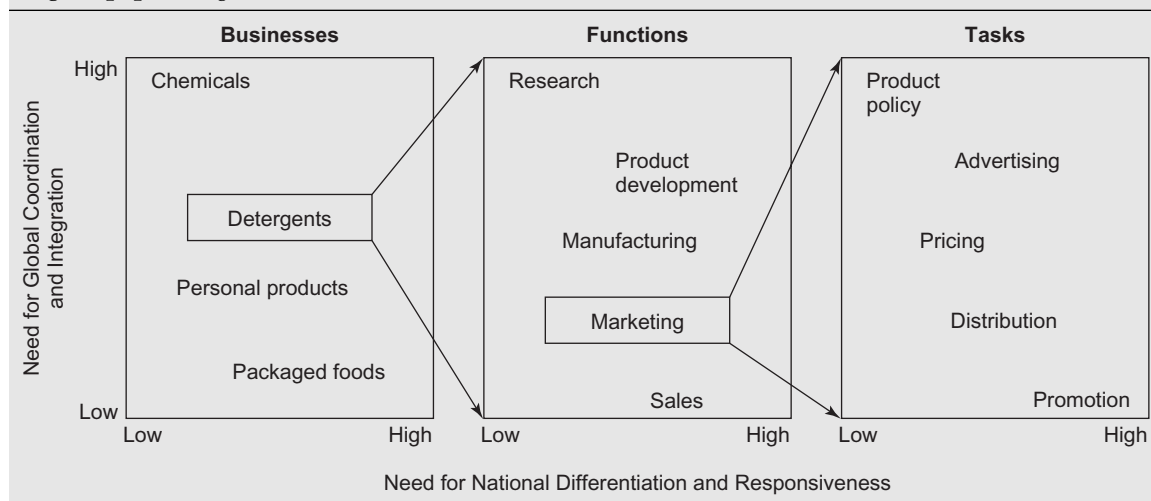 Businesses
Functions
Tasks
Need for Global Coordination
and Integration
High
Low
Chemicals
Detergents
Personal products
Packaged foods
Low
High
Research
Product
development
Manufacturing
Marketing
Sales
Low
High
Product
policy
Advertising
Pricing
Distribution
Promotion
Low
High
Need for National Differentiation and Responsiveness